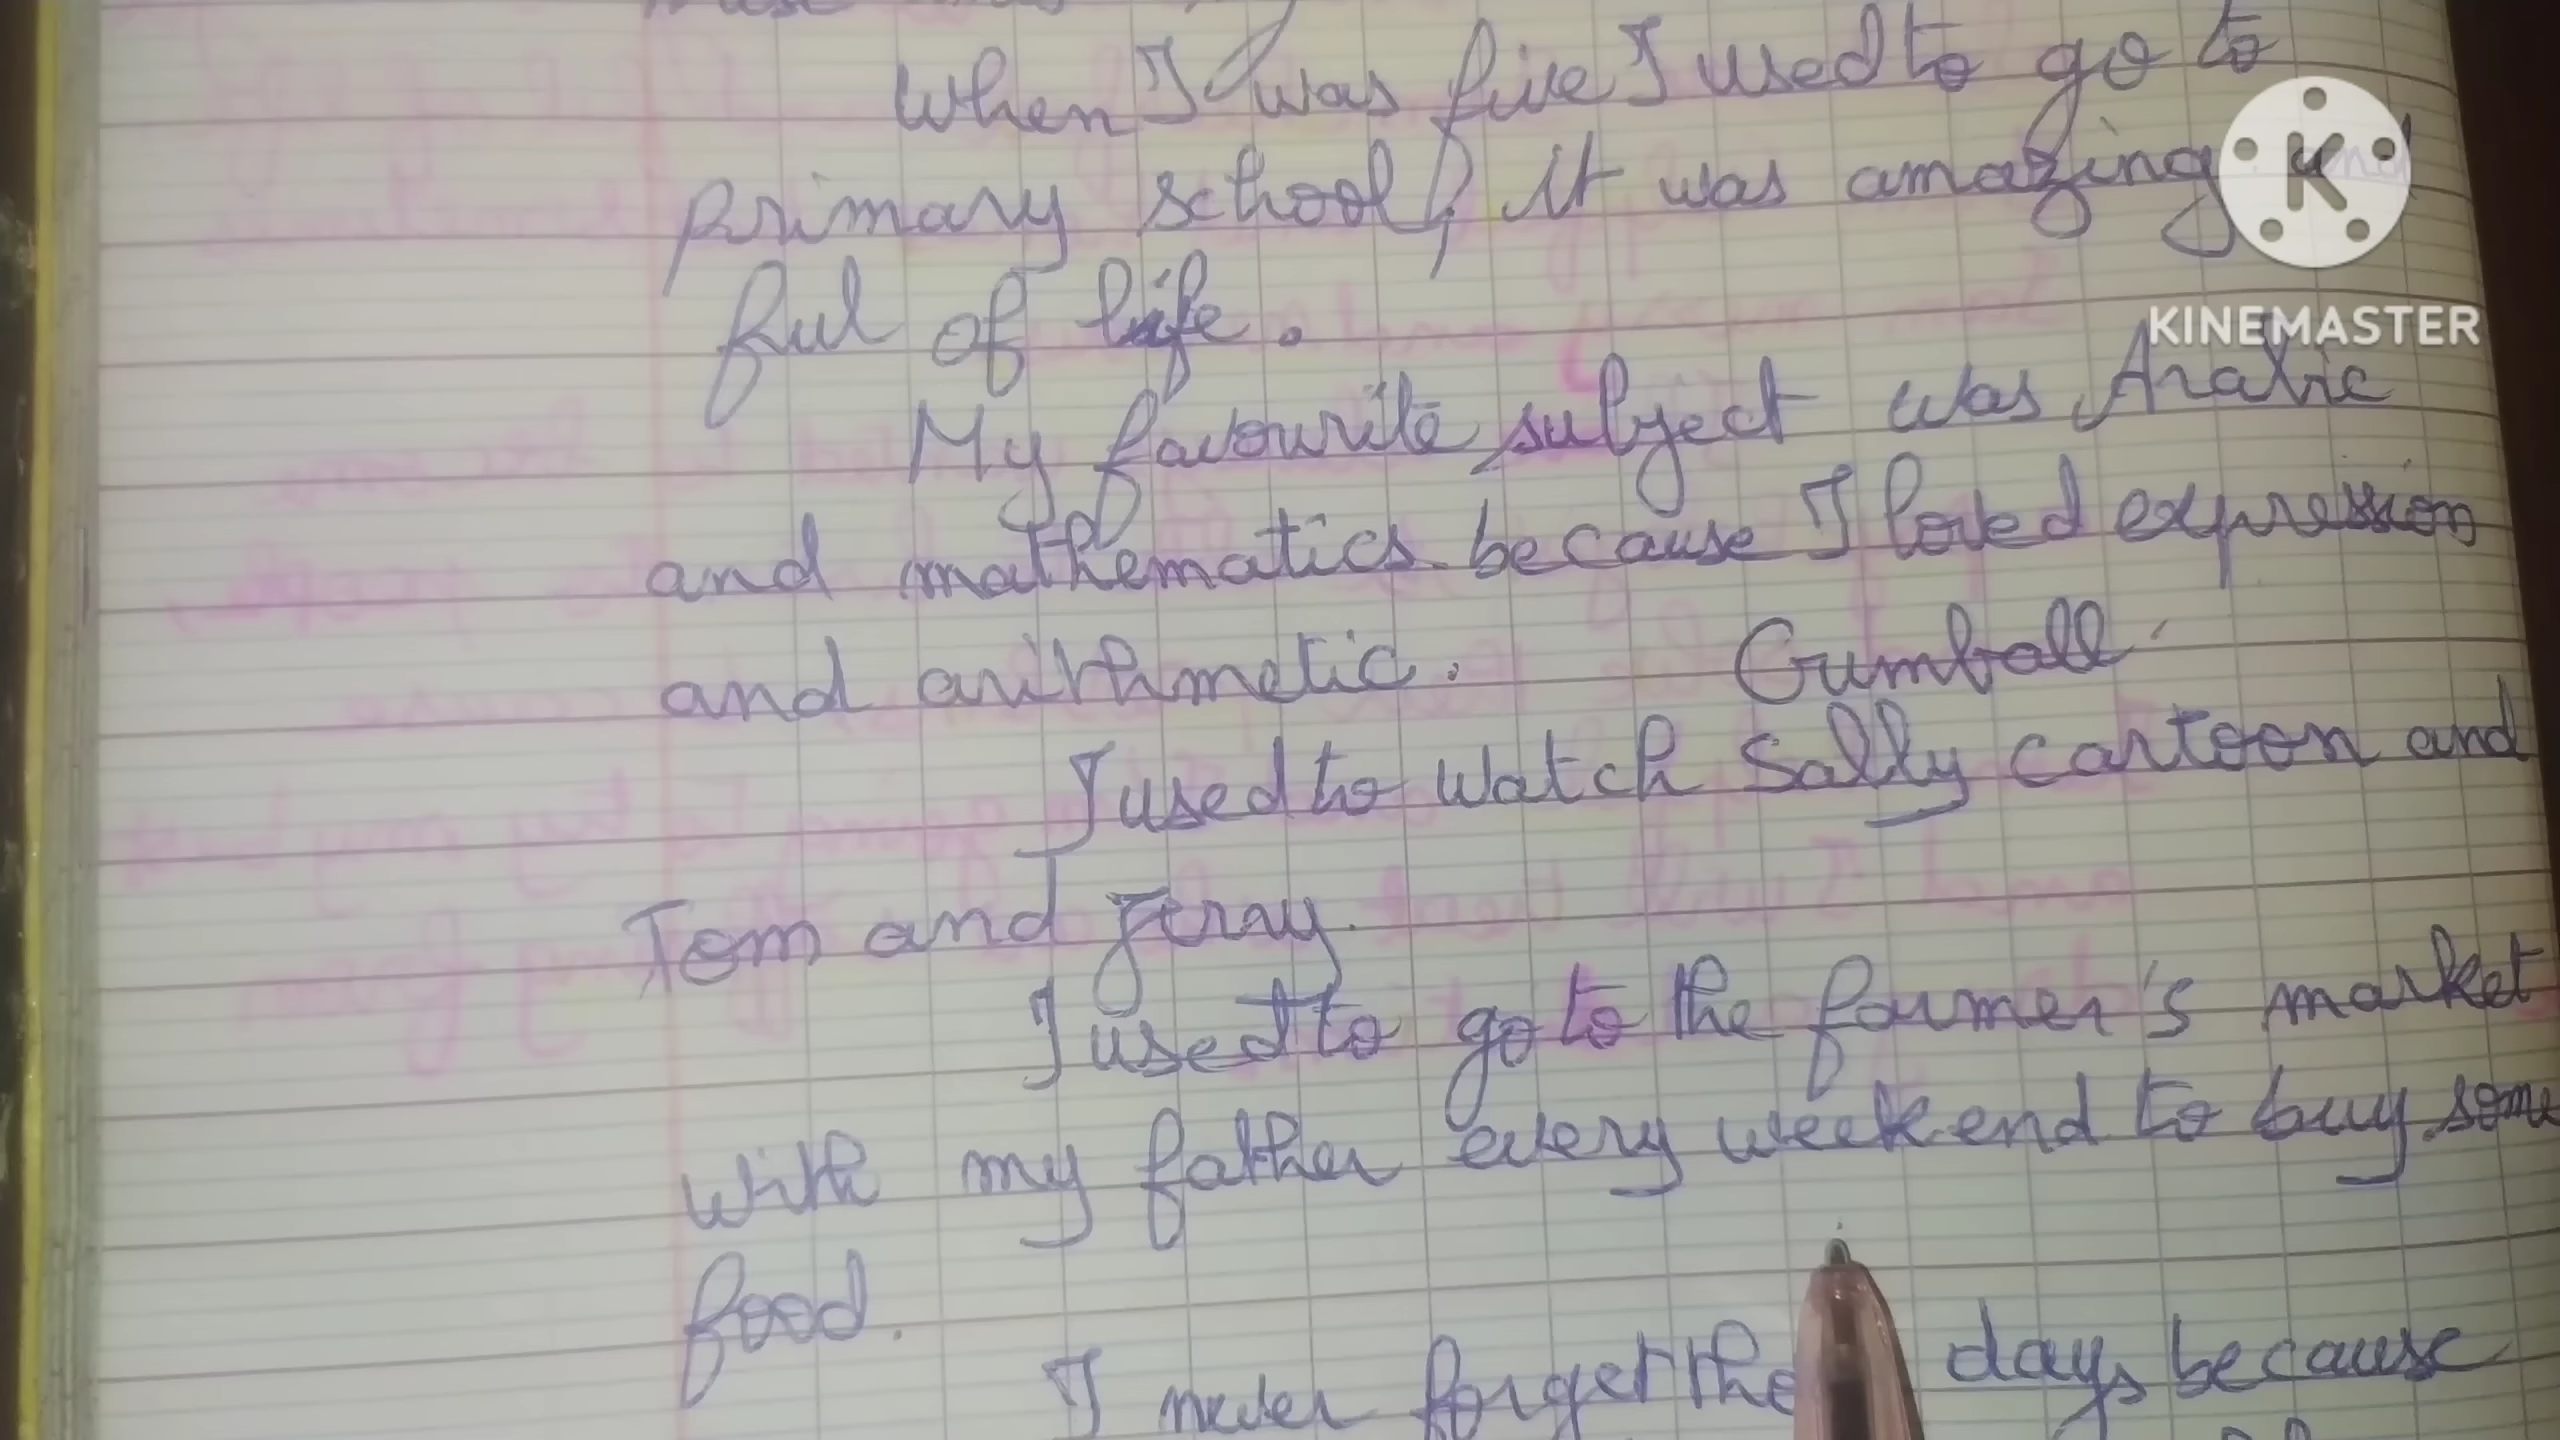 When I was five I used to go to
primary school, it was amazing and
ful of life.
My favourite subject was Arabic
and mathematics because I loved expression
and arithmetic.
Gumball
I used to watch Sally cartoon and
Tom and Jerry.
I used to go to the farmer's market
with my father every weekend to buy some
food.
I never forget the days because
KINEMASTER